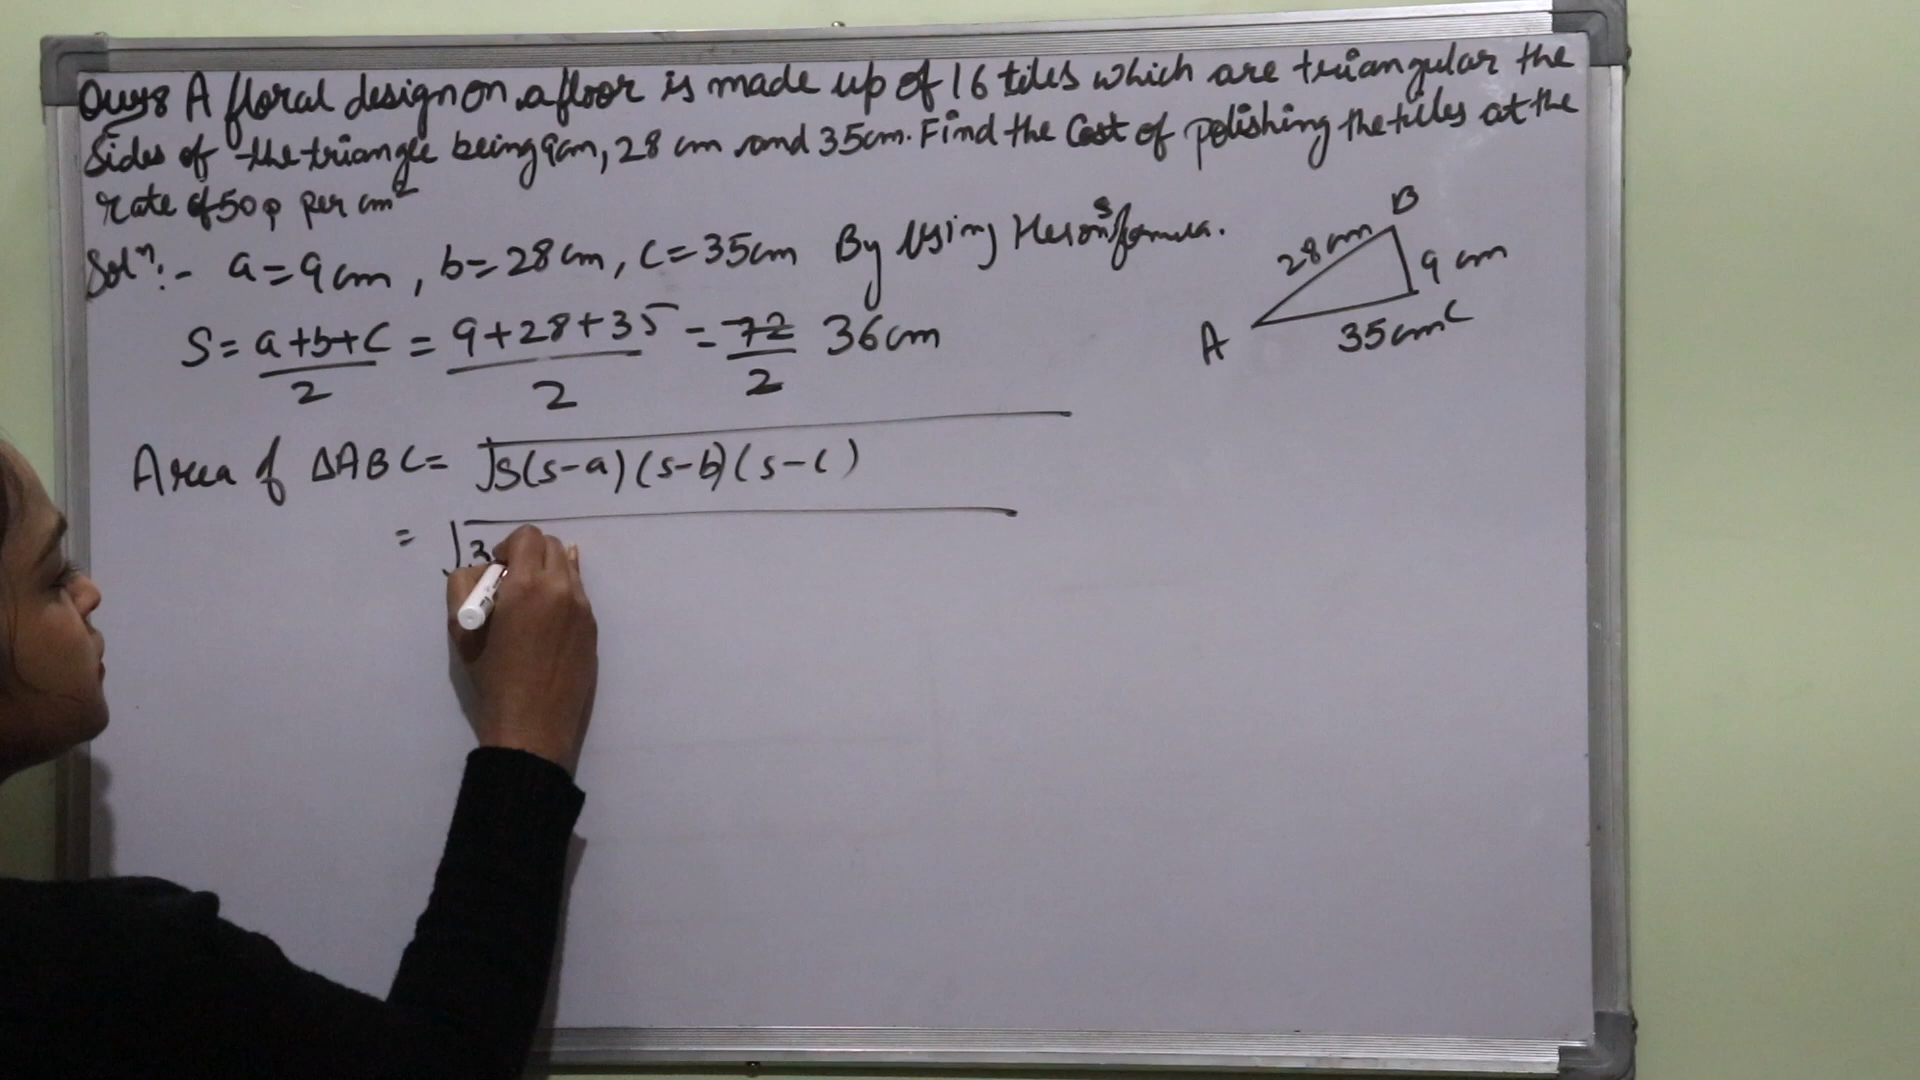 Ques A floral design on a floor is made up of 16 tiles which are triangular the
Sides of the triangle being 9cm, 28 cm and 35cm. Find the Cost of polishing the tiles at the
rate of 50p per cm²
Solⁿ:- a=9cm, b=28cm, c=35cm By Using Heron's formula.
B
28cm
9 cm
A
35cm
C
S= a+b+c/2 = 9+28+35/2 = 72/2 36cm
Area of ΔABC= √S(s-a)(s-b)(s-c)
= √3